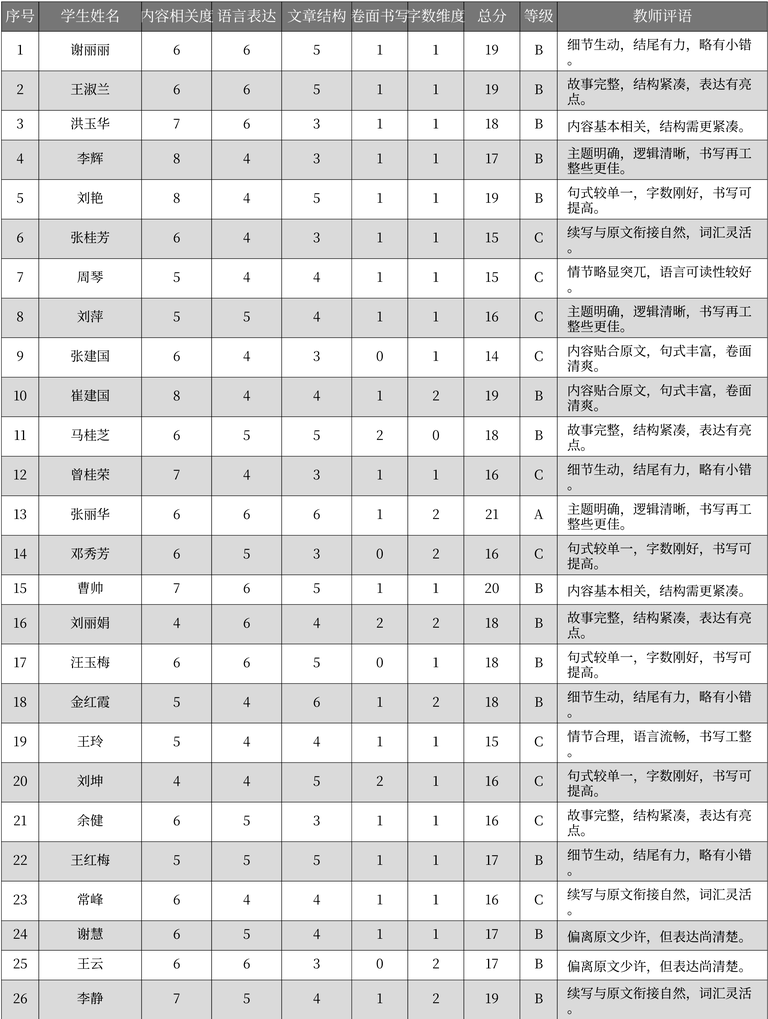 序号 学生姓名 内容相关度 语言表达 文章结构 卷面书写 字数维度 总分 等级 教师评语
1 谢丽丽 6 6 5 1 1 19 B 细节生动，结尾有力，略有小错
。
2 王淑兰 6 6 5 1 1 19 B 故事完整，结构紧凑，表达有亮
点。
3 洪玉华 7 6 3 1 1 18 B 内容基本相关，结构需更紧凑。
4 李辉 8 4 3 1 1 17 B 主题明确，逻辑清晰，书写再工
整些更佳。
5 刘艳 8 4 5 1 1 19 B 句式较单一，字数刚好，书写可
提高。
6 张桂芳 6 4 3 1 1 15 C 续写与原文衔接自然，词汇灵活
。
7 周琴 5 4 4 1 1 15 C 情节略显突兀，语言可读性较好
。
8 刘萍 5 5 4 1 1 16 C 主题明确，逻辑清晰，书写再工
整些更佳。
9 张建国 6 4 3 0 1 14 C 内容贴合原文，句式丰富，卷面
清爽。
10 崔建国 8 4 4 1 2 19 B 内容贴合原文，句式丰富，卷面
清爽。
11 马桂芝 6 5 5 2 0 18 B 故事完整，结构紧凑，表达有亮
点。
12 曾桂荣 7 4 3 1 1 16 C 细节生动，结尾有力，略有小错
。
13 张丽华 6 6 6 1 2 21 A 主题明确，逻辑清晰，书写再工
整些更佳。
14 邓秀芳 6 5 3 0 2 16 C 句式较单一，字数刚好，书写可
提高。
15 曹帅 7 6 5 1 1 20 B 内容基本相关，结构需更紧凑。
16 刘丽娟 4 6 4 2 2 18 B 故事完整，结构紧凑，表达有亮
点。
17 汪玉梅 6 6 5 0 1 18 B 句式较单一，字数刚好，书写可
提高。
18 金红霞 5 4 6 1 2 18 B 细节生动，结尾有力，略有小错
。
19 王玲 5 4 4 1 1 15 C 情节合理，语言流畅，书写工整
。
20 刘坤 4 4 5 2 1 16 C 句式较单一，字数刚好，书写可
提高。
21 余健 6 5 3 1 1 16 C 故事完整，结构紧凑，表达有亮
点。
22 王红梅 5 5 5 1 1 17 B 细节生动，结尾有力，略有小错
。
23 常峰 6 4 4 1 1 16 C 续写与原文衔接自然，词汇灵活
。
24 谢慧 6 5 4 1 1 17 B 偏离原文少许，但表达尚清楚。
25 王云 6 6 3 0 2 17 B 偏离原文少许，但表达尚清楚。
26 李静 7 5 4 1 2 19 B 续写与原文衔接自然，词汇灵活
。